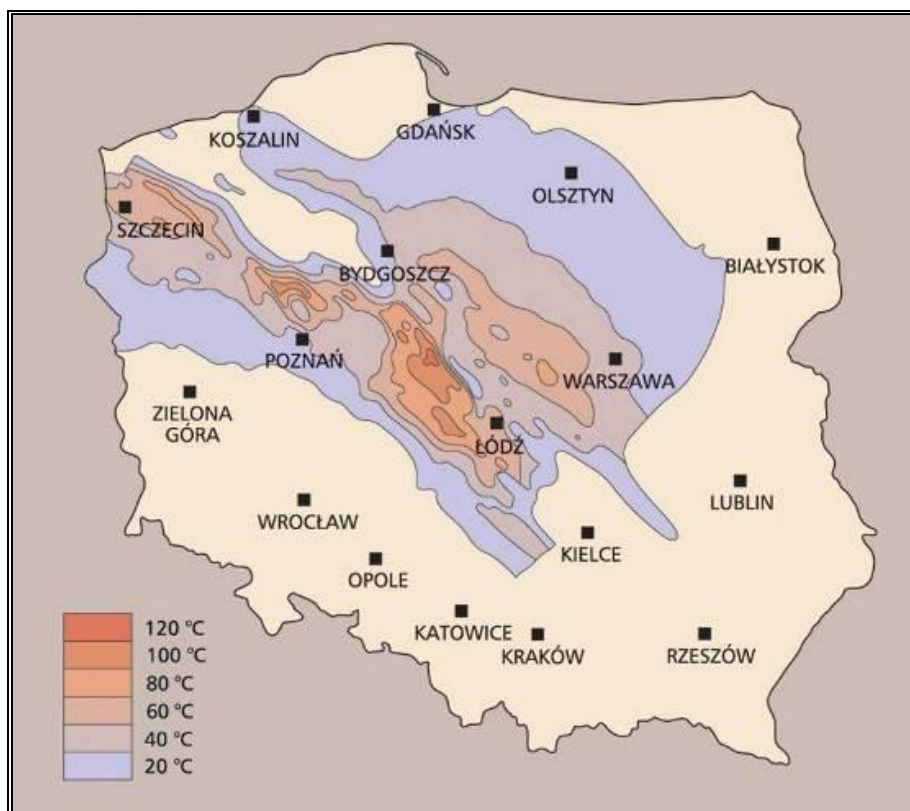 KOSZALIN
GDAŃSK
OLSZTYN
SZCZECIŃ
BIAŁYSTOK
BYDGOSZCZ
POZNAŃ
WARSZAWA
ZIELONA
GÓRA
ŁÓDŹ
LUBLIN
WROCŁAW
KIELCE
OPOLE
KATOWICE
KRAKÓW
RZESZÓW
120 °C
100 °C
80 °C
60 °C
40 °C
20 °C